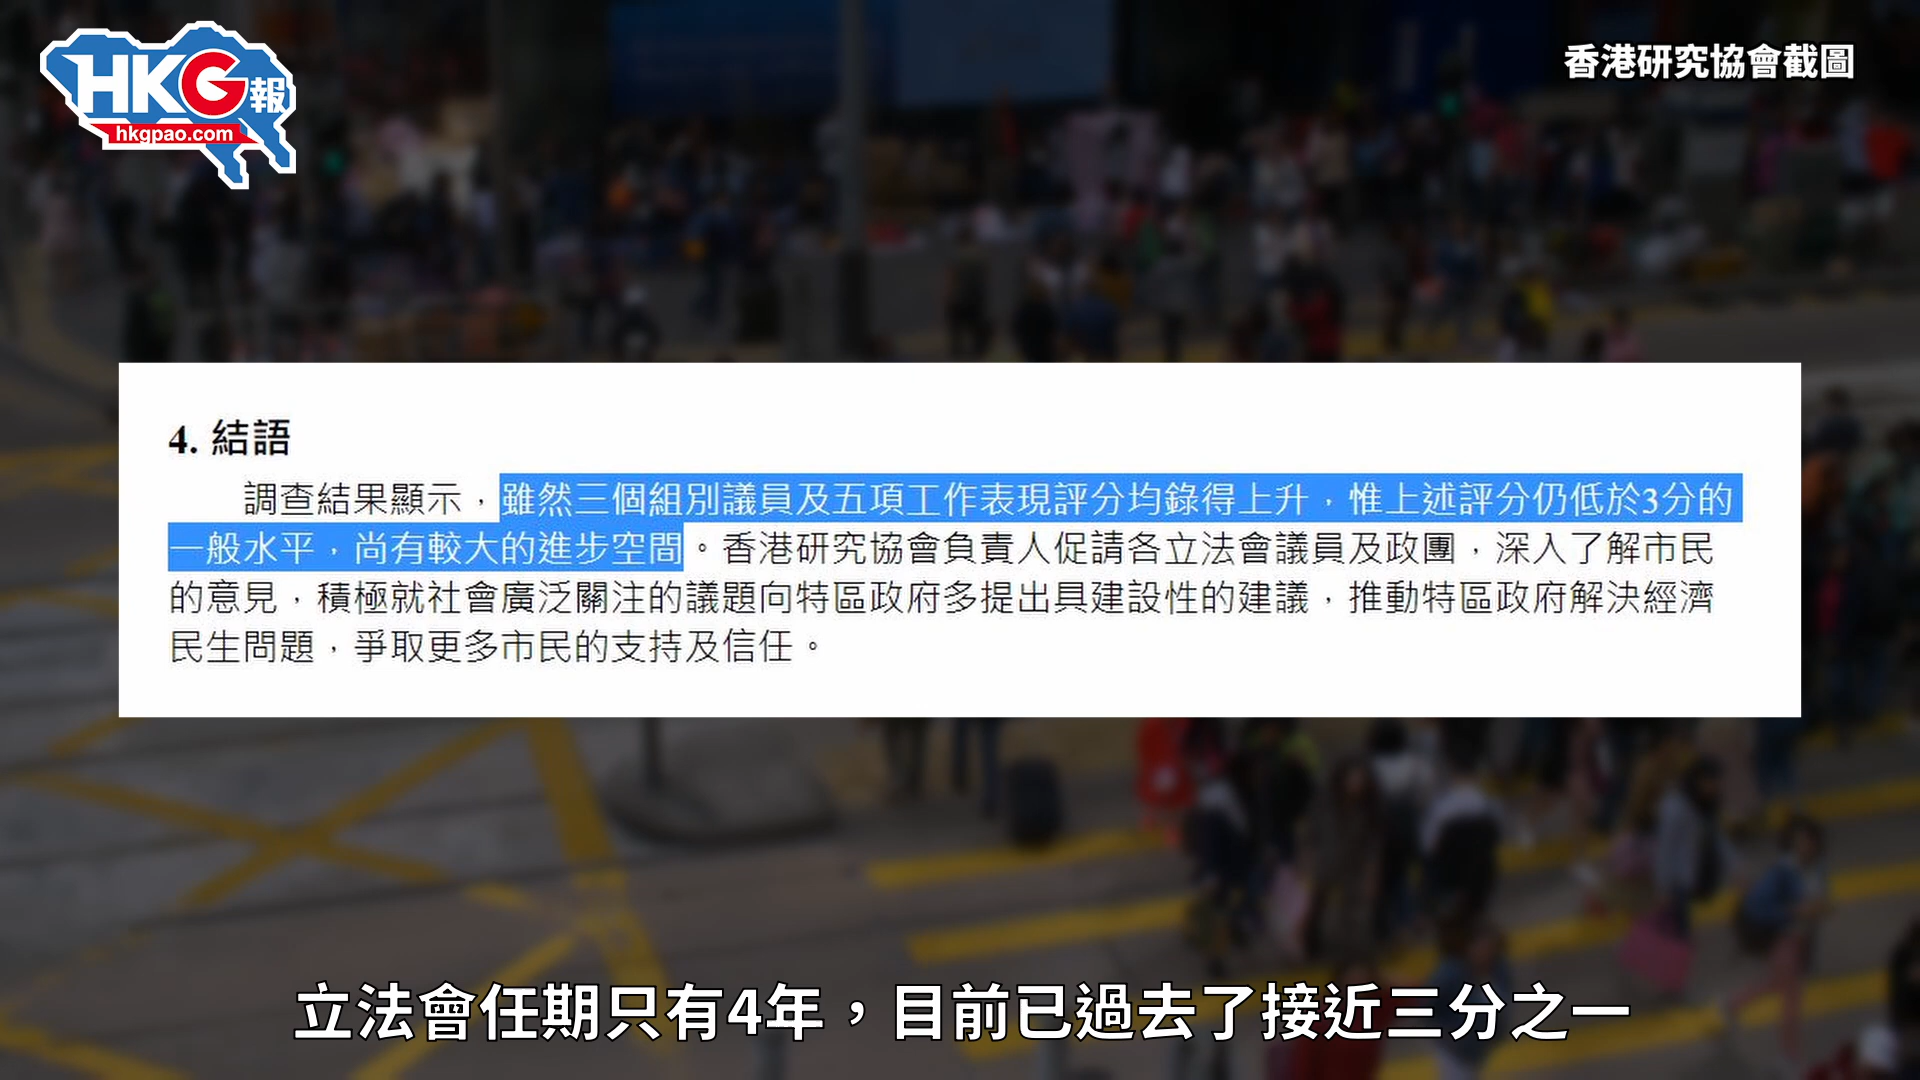 HKG報
hkgpao.com
香港研究協會截圖
4. 結語
調查結果顯示，雖然三個組別議員及五項工作表現評分均錄得上升，惟上述評分仍低於3分的
一般水平，尚有較大的進步空間。香港研究協會負責人促請各立法會議員及政團，深入了解市民
的意見，積極就社會廣泛關注的議題向特區政府多提出具建設性的建議，推動特區政府解決經濟
民生問題，爭取更多市民的支持及信任。
立法會任期只有4年，目前已過去了接近三分之一